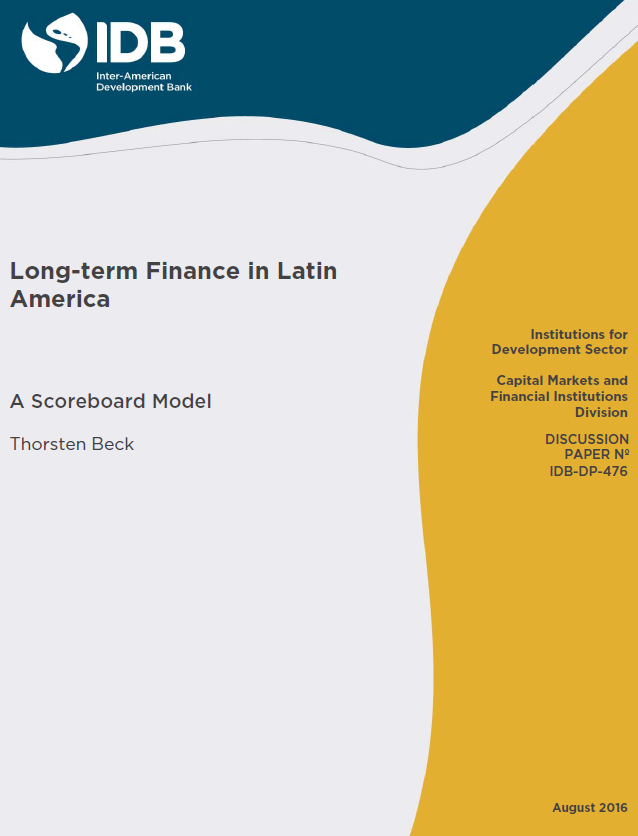 IDB
Inter-American
Development Bank
Long-term Finance in Latin
America
A Scoreboard Model
Thorsten Beck
Institutions for
Development Sector
Capital Markets and
Financial Institutions
Division
DISCUSSION
PAPER Nº
IDB-DP-476
August 2016